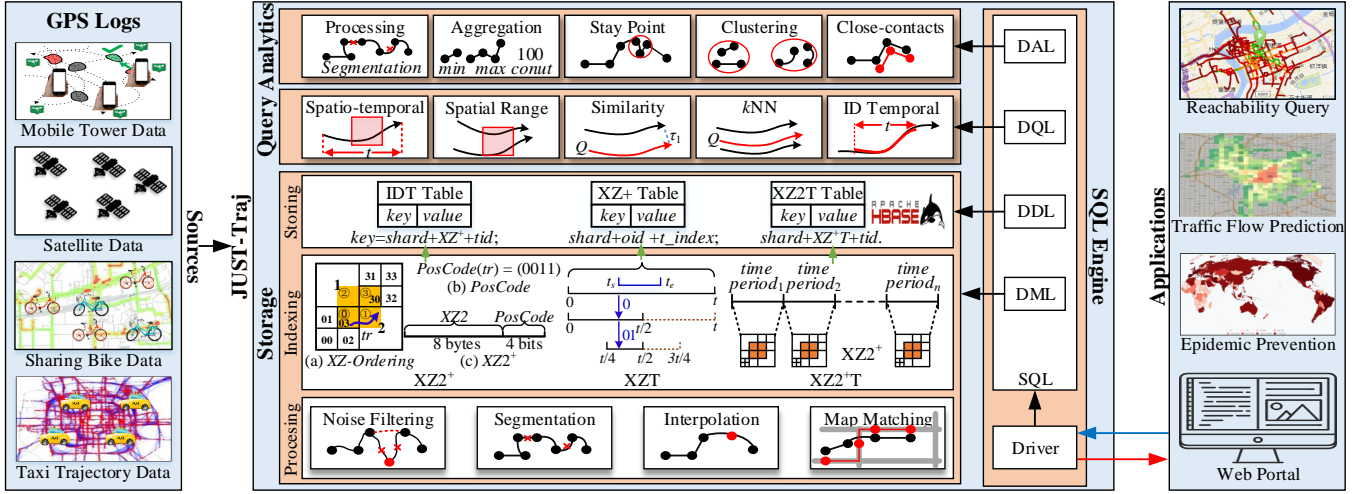 GPS Logs
Mobile Tower Data
Satellite Data
Sharing Bike Data
Taxi Trajectory Data
Sources
JUST-Traj
Analytics
Processing
Segmentation
Aggregation
100
min max conut
Stay Point
Clustering
Close-contacts
Query
Spatio-temporal
t
Spatial Range
Similarity
Q
τ1
kNN
Q
ID Temporal
t
Storage
Storing
IDT Table
key value
key=shard+XZ+tid;
XZ+ Table
key value
shard+oid +t_index;
XZ2T Table
key value
shard+XZ+T+tid.
APACHE
HBASE
Indexing
1
31 33
② ③ 30 32
01 ⓪ ① 03 2
00 02 tr
(a) XZ-Ordering
PosCode(tr) = (0011)
(b) PosCode
XZ2 PosCode
8 bytes 4 bits
(c) XZ2+
XZ2+
ts te
0 t
0
0 t/2 t
01
t/4 t/2 3t/4
XZT
time period1 time period2 time periodn
XZ2+
XZ2+T
Procesing
Noise Filtering
Segmentation
Interpolation
Map Matching
SQL Engine
DAL
DQL
DDL
DML
SQL
Driver
Applications
Reachability Query
Traffic Flow Prediction
Epidemic Prevention
Web Portal